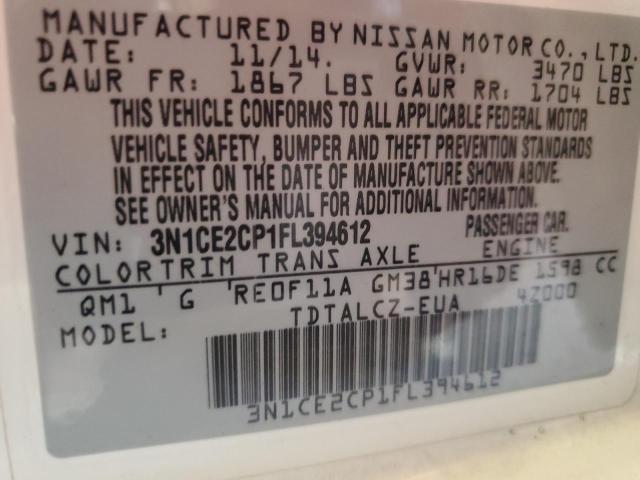 MANUFACTURED BY NISSAN MOTOR CO., LTD.
DATE: 11/14. GVWR: 3470 LBS
GAWR FR: 1867 LBS GAWR RR: 1704 LBS
THIS VEHICLE CONFORMS TO ALL APPLICABLE FEDERAL MOTOR
VEHICLE SAFETY, BUMPER AND THEFT PREVENTION STANDARDS
IN EFFECT ON THE DATE OF MANUFACTURE SHOWN ABOVE.
SEE OWNER'S MANUAL FOR ADDITIONAL INFORMATION.
VIN: 3N1CE2CP1FL394612 PASSENGER CAR.
COLOR TRIM TRANS AXLE ENGINE
QM1 ' G ' RE0F11A GM38 ' HR16DE 1598 CC
MODEL: TDTALCZ-EUA 4Z000
3N1CE2CP1FL394612